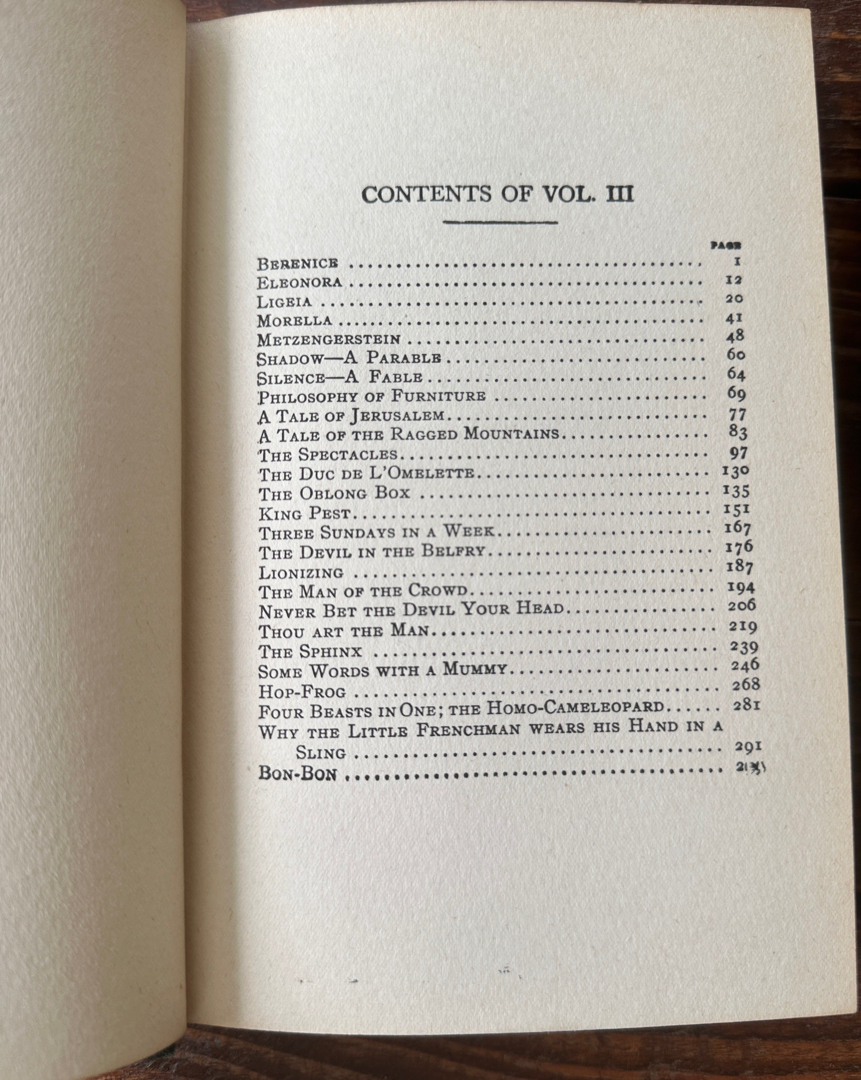 CONTENTS OF VOL. III
PAGE
BERENICE ........................................ 1
ELEONORA ........................................ 12
LIGEIA ........................................ 20
MORELLA ........................................ 41
METZENGERSTEIN ........................................ 48
SHADOW—A PARABLE ........................................ 60
SILENCE—A FABLE ........................................ 64
PHILOSOPHY OF FURNITURE ........................................ 69
A TALE OF JERUSALEM ........................................ 77
A TALE OF THE RAGGED MOUNTAINS ........................................ 83
THE SPECTACLES ........................................ 97
THE DUC DE L'OMELETTE ........................................ 130
THE OBLONG BOX ........................................ 135
KING PEST ........................................ 151
THREE SUNDAYS IN A WEEK ........................................ 167
THE DEVIL IN THE BELFRY ........................................ 176
LIONIZING ........................................ 187
THE MAN OF THE CROWD ........................................ 194
NEVER BET THE DEVIL YOUR HEAD ........................................ 206
THOU ART THE MAN ........................................ 219
THE SPHINX ........................................ 239
SOME WORDS WITH A MUMMY ........................................ 246
HOP-FROG ........................................ 268
FOUR BEASTS IN ONE; THE HOMO-CAMELEOPARD ...... 281
WHY THE LITTLE FRENCHMAN WEARS HIS HAND IN A
SLING ........................................ 291
BON-BON ........................................